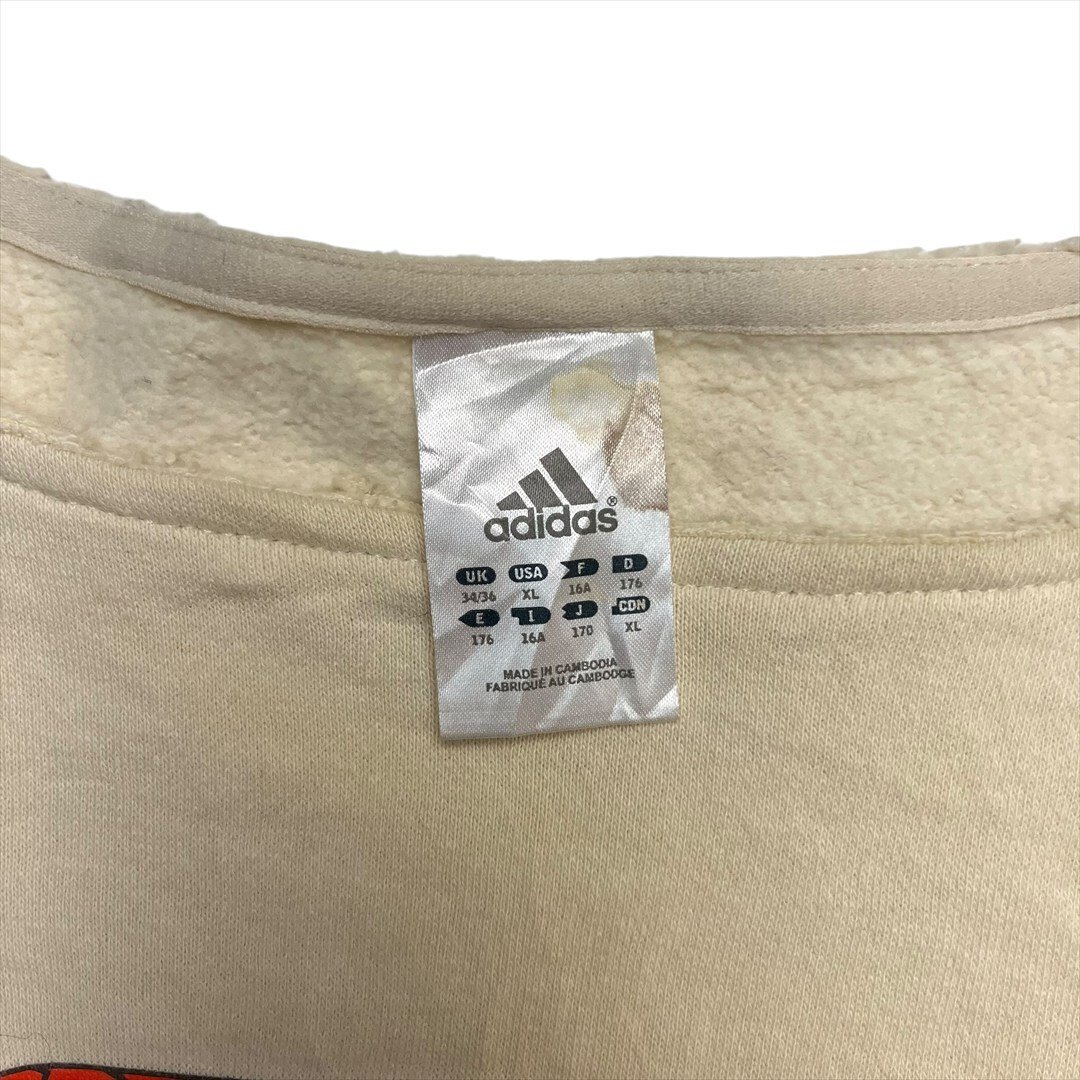 adidas®
UK USA F D
34/36 XL 16A 176
E I J CDN
176 16A 170 XL
MADE IN CAMBODIA
FABRIQUÉ AU CAMBODGE